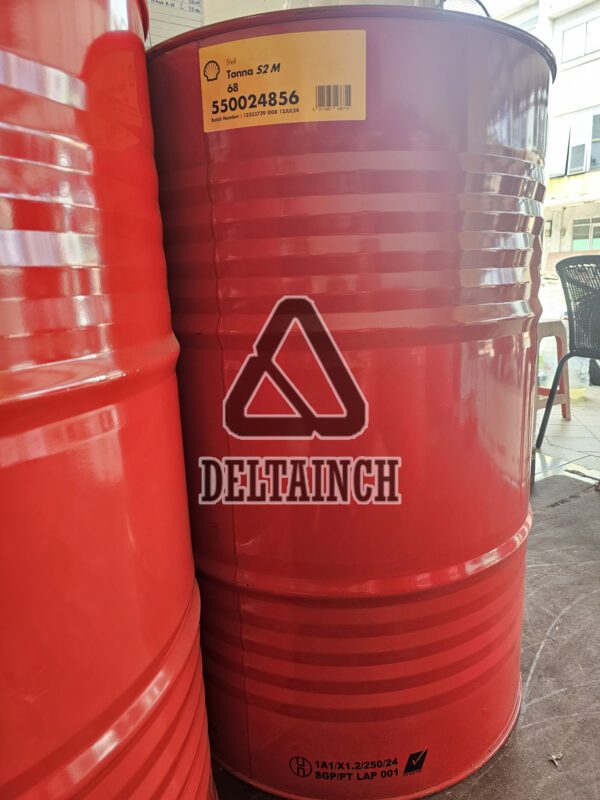 Shell
Tonna S2 M
68
550024856
DELTAINCH
1A1/X1.2/250/24
SGP/PT LAP 001